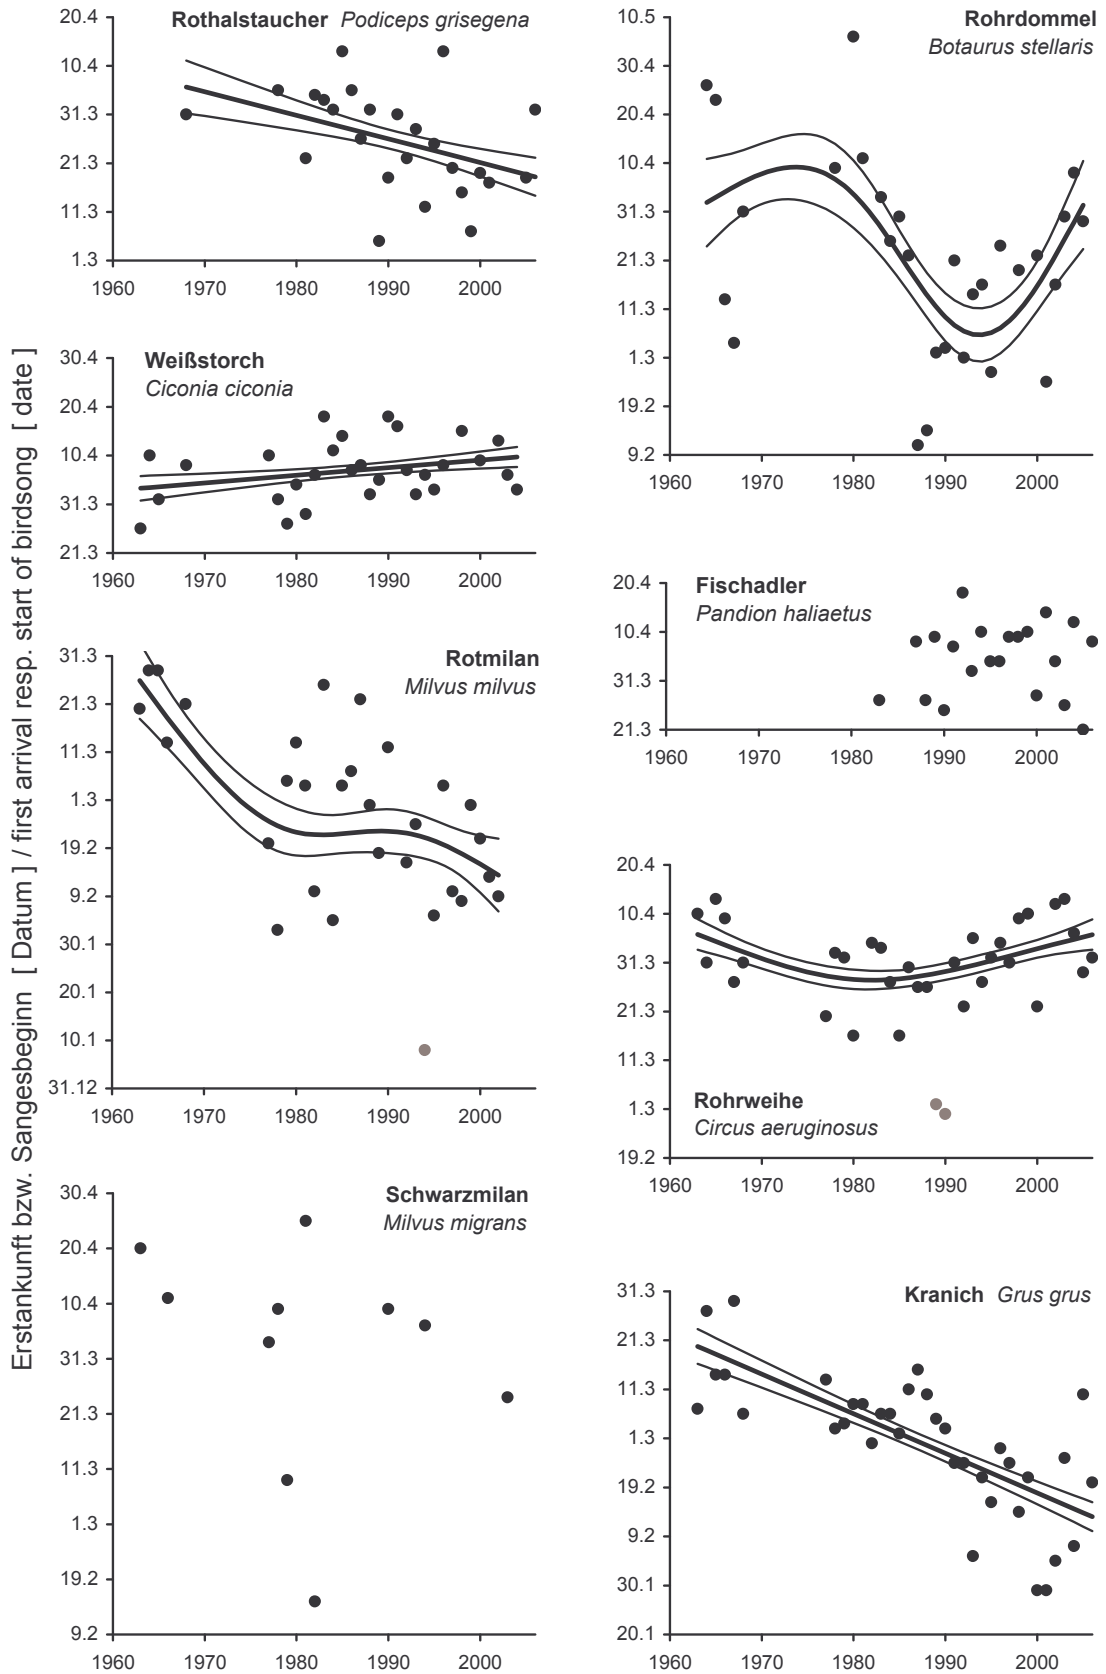 Erstankunft bzw. Sangesbeginn [ Datum ] / first arrival resp. start of birdsong [ date ]
Rothalstaucher Podiceps grisegena
20.4
10.4
31.3
21.3
11.3
1.3
1960 1970 1980 1990 2000
Weißstorch
Ciconia ciconia
30.4
20.4
10.4
31.3
21.3
1960 1970 1980 1990 2000
Rotmilan
Milvus milvus
31.3
21.3
11.3
1.3
19.2
9.2
30.1
20.1
10.1
31.12
1960 1970 1980 1990 2000
Schwarzmilan
Milvus migrans
30.4
20.4
10.4
31.3
21.3
11.3
1.3
19.2
9.2
1960 1970 1980 1990 2000
Rohrdommel
Botaurus stellaris
10.5
30.4
20.4
10.4
31.3
21.3
11.3
1.3
19.2
9.2
1960 1970 1980 1990 2000
Fischadler
Pandion haliaetus
20.4
10.4
31.3
21.3
1960 1970 1980 1990 2000
20.4
10.4
31.3
21.3
11.3
1.3
19.2
Rohrweihe
Circus aeruginosus
1960 1970 1980 1990 2000
Kranich Grus grus
31.3
21.3
11.3
1.3
19.2
9.2
30.1
20.1
1960 1970 1980 1990 2000